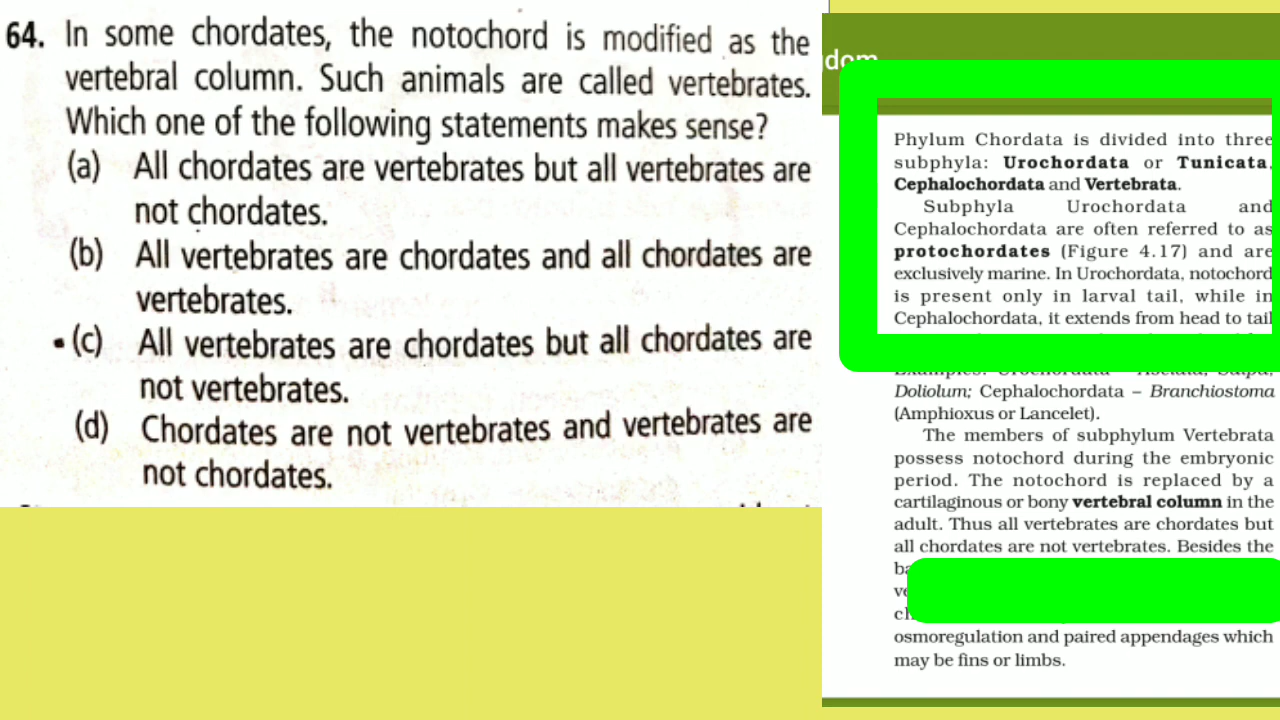 64. In some chordates, the notochord is modified as the
vertebral column. Such animals are called vertebrates.
Which one of the following statements makes sense?
(a) All chordates are vertebrates but all vertebrates are
not chordates.
(b) All vertebrates are chordates and all chordates are
vertebrates.
(c) All vertebrates are chordates but all chordates are
not vertebrates.
(d) Chordates are not vertebrates and vertebrates are
not chordates.
Phylum Chordata is divided into three
subphyla: Urochordata or Tunicata,
Cephalochordata and Vertebrata.
Subphyla Urochordata and
Cephalochordata are often referred to as
protochordates (Figure 4.17) and are
exclusively marine. In Urochordata, notochord
is present only in larval tail, while in
Cephalochordata, it extends from head to tail
Doliolum; Cephalochordata – Branchiostoma
(Amphioxus or Lancelet).
The members of subphylum Vertebrata
possess notochord during the embryonic
period. The notochord is replaced by a
cartilaginous or bony vertebral column in the
adult. Thus all vertebrates are chordates but
all chordates are not vertebrates. Besides the
osmoregulation and paired appendages which
may be fins or limbs.